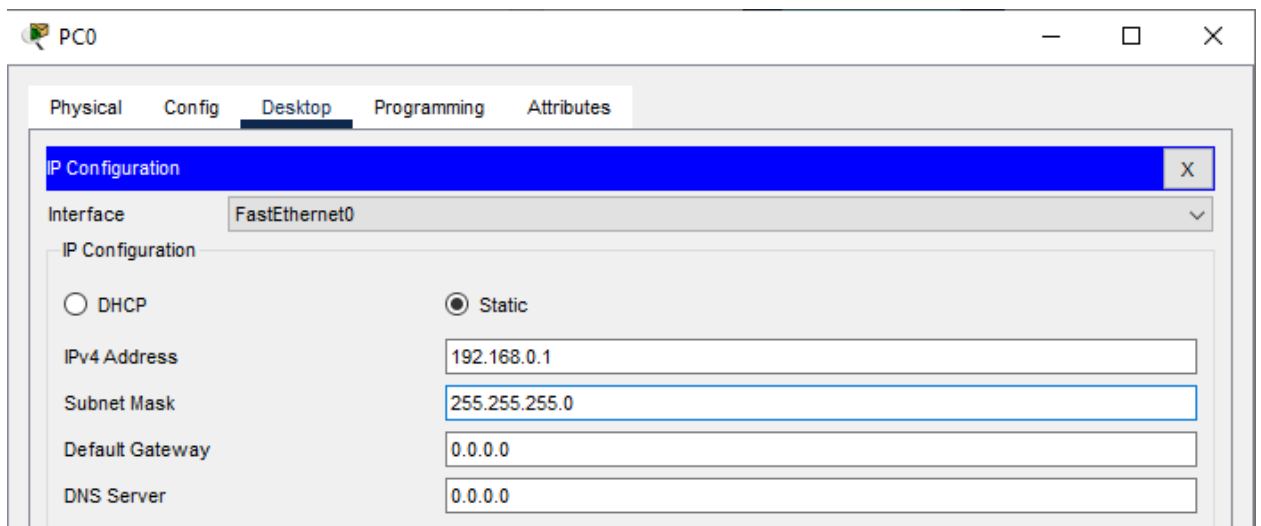 PC0
Physical Config Desktop Programming Attributes
IP Configuration X
Interface FastEthernet0
IP Configuration
DHCP Static
IPv4 Address 192.168.0.1
Subnet Mask 255.255.255.0
Default Gateway 0.0.0.0
DNS Server 0.0.0.0